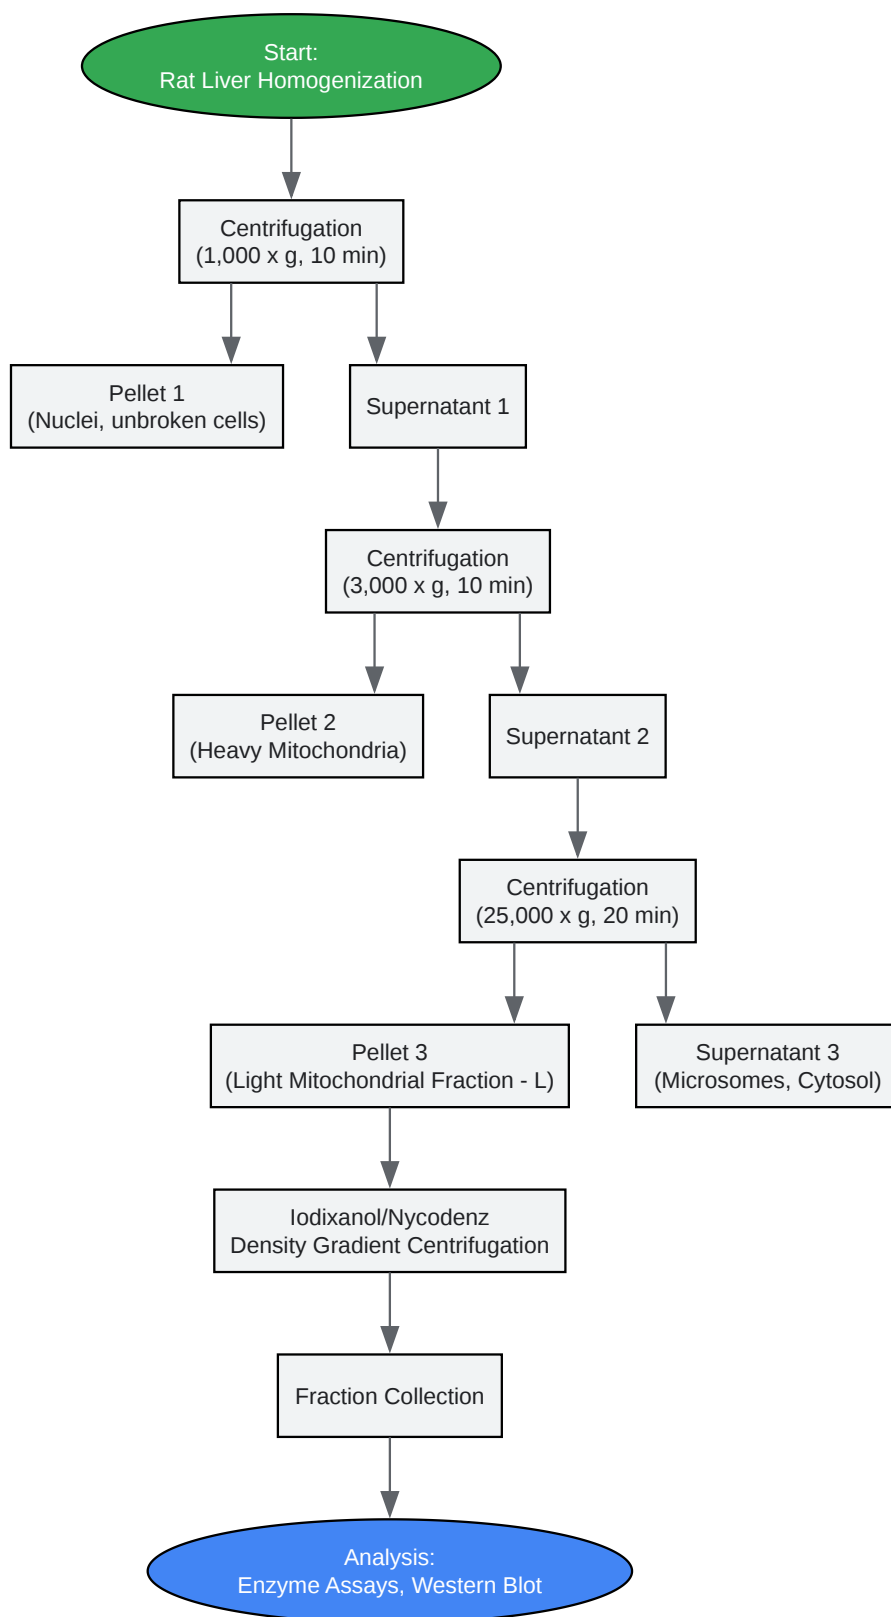 Start:
Rat Liver Homogenization
Centrifugation
(1,000 x g, 10 min)
Pellet 1
(Nuclei, unbroken cells)
Supernatant 1
Centrifugation
(3,000 x g, 10 min)
Pellet 2
(Heavy Mitochondria)
Supernatant 2
Centrifugation
(25,000 x g, 20 min)
Pellet 3
(Light Mitochondrial Fraction - L)
Supernatant 3
(Microsomes, Cytosol)
Iodixanol/Nycodenz
Density Gradient Centrifugation
Fraction Collection
Analysis:
Enzyme Assays, Western Blot